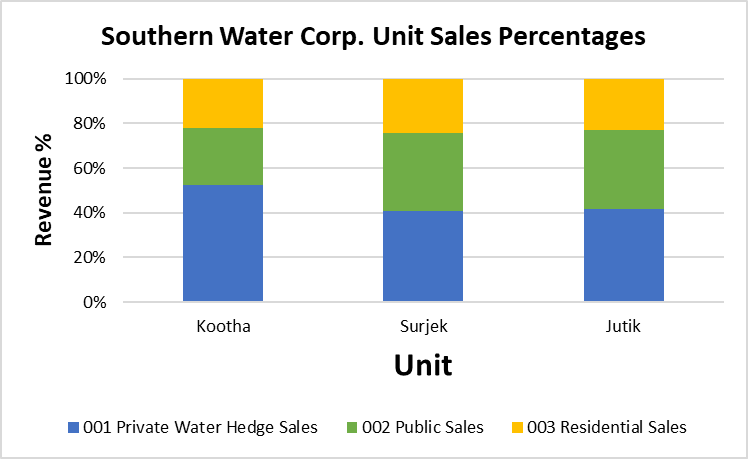 Southern Water Corp. Unit Sales Percentages
Revenue %
100%
80%
60%
40%
20%
0%
Kootha Surjek Jutik
Unit
001 Private Water Hedge Sales 002 Public Sales 003 Residential Sales